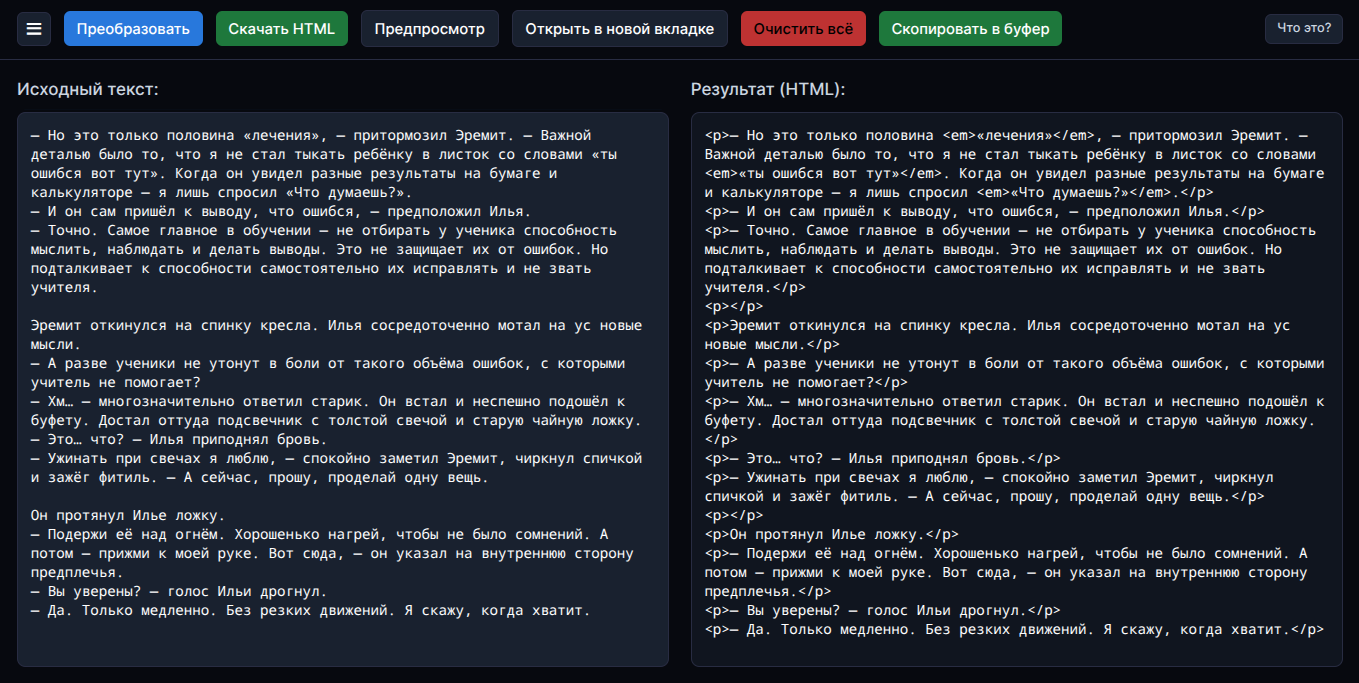 Преобразовать
Скачать HTML
Предпросмотр
Открыть в новой вкладке
Очистить всё
Скопировать в буфер
Что это?
Исходный текст:
— Но это только половина «лечения», — притормозил Эремит. — Важной
деталью было то, что я не стал тыкать ребёнку в листок со словами «ты
ошибся вот тут». Когда он увидел разные результаты на бумаге и
калькуляторе — я лишь спросил «Что думаешь?».
— И он сам пришёл к выводу, что ошибся, — предположил Илья.
— Точно. Самое главное в обучении — не отбирать у ученика способность
мыслить, наблюдать и делать выводы. Это не защищает их от ошибок. Но
подталкивает к способности самостоятельно их исправлять и не звать
учителя.
Эремит откинулся на спинку кресла. Илья сосредоточенно мотал на ус новые
мысли.
— А разве ученики не утонут в боли от такого объёма ошибок, с которыми
учитель не помогает?
— Хм… — многозначительно ответил старик. Он встал и неспешно подошёл к
буфету. Достал оттуда подсвечник с толстой свечой и старую чайную ложку.
— Это… что? — Илья приподнял бровь.
— Ужинать при свечах я люблю, — спокойно заметил Эремит, чиркнул спичкой
и зажёг фитиль. — А сейчас, прошу, проделай одну вещь.
Он протянул Илье ложку.
— Подержи её над огнём. Хорошенько нагрей, чтобы не было сомнений. А
потом — прижми к моей руке. Вот сюда, — он указал на внутреннюю сторону
предплечья.
— Вы уверены? — голос Ильи дрогнул.
— Да. Только медленно. Без резких движений. Я скажу, когда хватит.
Результат (HTML):
<p>— Но это только половина <em>«лечения»</em>, — притормозил Эремит. —
Важной деталью было то, что я не стал тыкать ребёнку в листок со словами
<em>«ты ошибся вот тут»</em>. Когда он увидел разные результаты на бумаге
и калькуляторе — я лишь спросил <em>«Что думаешь?»</em>.</p>
<p>— И он сам пришёл к выводу, что ошибся, — предположил Илья.</p>
<p>— Точно. Самое главное в обучении — не отбирать у ученика способность
мыслить, наблюдать и делать выводы. Это не защищает их от ошибок. Но
подталкивает к способности самостоятельно их исправлять и не звать
учителя.</p>
<p></p>
<p>Эремит откинулся на спинку кресла. Илья сосредоточенно мотал на ус
новые мысли.</p>
<p>— А разве ученики не утонут в боли от такого объёма ошибок, с которыми
учитель не помогает?</p>
<p>— Хм… — многозначительно ответил старик. Он встал и неспешно подошёл к
буфету. Достал оттуда подсвечник с толстой свечой и старую чайную ложку.
</p>
<p>— Это… что? — Илья приподнял бровь.</p>
<p>— Ужинать при свечах я люблю, — спокойно заметил Эремит, чиркнул
спичкой и зажёг фитиль. — А сейчас, прошу, проделай одну вещь.</p>
<p></p>
<p>Он протянул Илье ложку.</p>
<p>— Подержи её над огнём. Хорошенько нагрей, чтобы не было сомнений. А
потом — прижми к моей руке. Вот сюда, — он указал на внутреннюю сторону
предплечья.</p>
<p>— Вы уверены? — голос Ильи дрогнул.</p>
<p>— Да. Только медленно. Без резких движений. Я скажу, когда хватит.</p>